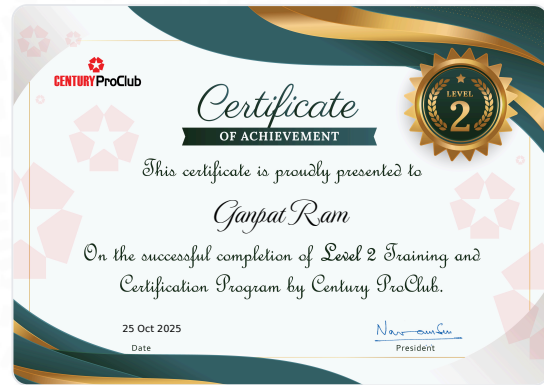 CENTURY ProClub
LEVEL
2
Certificate
OF ACHIEVEMENT
This certificate is proudly presented to
Ganpat Ram
On the successful completion of Level 2 Training and
Certification Program by Century ProClub.
25 Oct 2025
Date
President